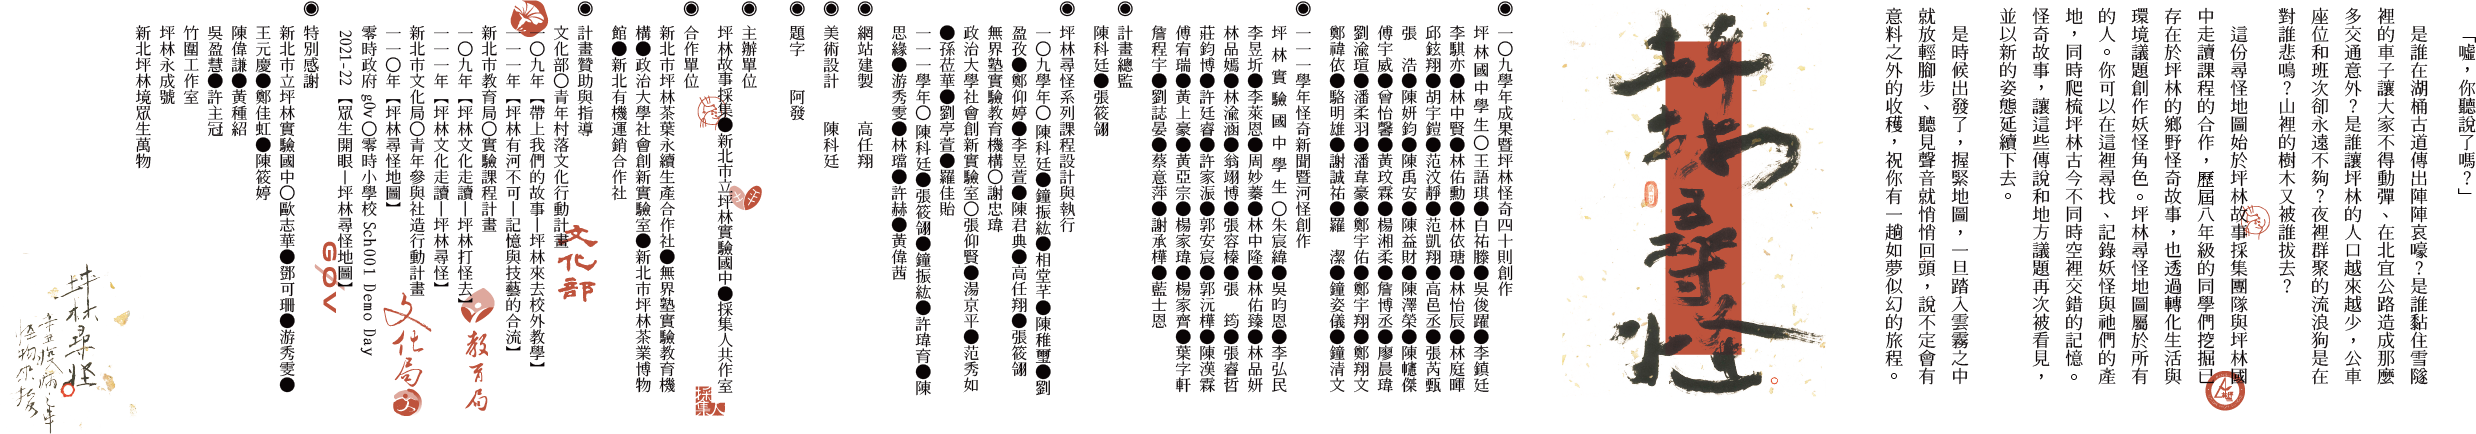 「噓，你聽說了嗎？」
是誰在湖桶古道傳出陣陣哀嚎？是誰黏住雪隧
裡的車子讓大家不得動彈、在北宜公路造成那麼
多交通意外？是誰讓坪林的人口越來越少，公車
座位和班次卻永遠不夠？夜裡群聚的流浪狗是在
對誰悲鳴？山裡的樹木又被誰拔去？
這份尋怪地圖始於坪林故事採集團隊與坪林國
中走讀課程的合作，歷屆八年級的同學們挖掘已
存在於坪林的鄉野怪奇故事，也透過轉化生活與
環境議題創作妖怪角色。坪林尋怪地圖屬於所有
的人。你可以在這裡尋找、記錄妖怪與祂們的產
地，同時爬梳坪林古今不同時空裡交錯的記憶。
怪奇故事，讓這些傳說和地方議題再次被看見，
並以新的姿態延續下去。
是時候出發了，握緊地圖，一旦踏入雲霧之中
就放輕腳步、聽見聲音就悄悄回頭，說不定會有
意料之外的收穫，祝你有一趟如夢似幻的旅程。
坪林尋怪
◉一〇九學年成果暨坪林怪奇四十則創作
坪林國中學生〇王語琪●白祐滕●吳俊躍●李鎮廷
李騏亦●林中賢●林佑勳●林依瑭●林怡辰●林庭暉
邱鉉翔●胡宇鎧●范汶靜●范凱翔●高邑丞●張芮甄
張　浩●陳妍鈞●陳禹安●陳益財●陳澤榮●陳櫶傑
傅宇威●曾怡馨●黃玟霖●楊湘柔●詹博丞●廖晨瑋
劉渝瑄●潘柔羽●潘韋豪●鄭宇佑●鄭宇翔●鄭翔文
鄭禕依●駱明雄●謝誠祐●羅　潔●鐘姿儀●鐘清文
◉一一一學年怪奇新聞暨河怪創作
坪林實驗國中學生〇朱宸緯●吳昀恩●李弘民
李昱圻●李萊恩●周妙蓁●林中隆●林佑臻●林品妍
林品嫣●林渝涵●翁翊博●張容榛●張　筠●張睿哲
莊鈞博●許廷睿●許家浱●郭安宸●郭沅樺●陳漢霖
傅宥瑞●黃上豪●黃亞宗●楊家瑋●楊家齊●葉字軒
詹程宇●劉誌晏●蔡意萍●謝承樺●藍士恩
◉計畫總監
陳科廷●張筱翎
◉坪林尋怪系列課程設計與執行
一〇九學年〇陳科廷●鐘振紘●相堂芊●陳稚璽●劉
盈孜●鄭仰婷●李昱萱●陳君典●高任翔●張筱翎
無界塾實驗教育機構〇謝忠瑋
政治大學社會創新實驗室〇張仰賢●湯京平●范秀如
●孫莅華●劉亭萱●羅佳貽
一一一學年〇陳科廷●張筱翎●鐘振紘●許瑋育●陳
思緣●游秀雯●林璫●許赫●黃偉茜
◉網站建製　高任翔
◉美術設計　陳科廷
◉題字　阿發
◉主辦單位
坪林故事採集●新北市立坪林實驗國中●採集人共作室
◉合作單位
新北市坪林茶葉永續生產合作社●無界塾實驗教育機
構●政治大學社會創新實驗室●新北市坪林茶業博物
館●新北有機運銷合作社
◉計畫贊助與指導
文化部〇青年村落文化行動計畫
一〇九年【帶上我們的故事—坪林來去校外教學】
一一一年【坪林有河不可—記憶與技藝的合流】
新北市教育局〇實驗課程計畫
一〇九年【坪林文化走讀—坪林打怪去】
一一一年【坪林文化走讀—坪林尋怪】
新北市文化局〇青年參與社造行動計畫
一一〇年【坪林尋怪地圖】
零時政府 g0v〇零時小學校 Sch001 Demo Day
2021-22【眾生開眼—坪林尋怪地圖】
文化部
教育局
文化局
GOV
採集人
◉特別感謝
新北市立坪林實驗國中〇歐志華●鄧可珊●游秀雯●
王元慶●鄭佳虹●陳筱婷
陳偉謙●黃種紹
吳盈慧●許主冠
竹圍工作室
坪林永成號
新北坪林境眾生萬物
坪林尋怪